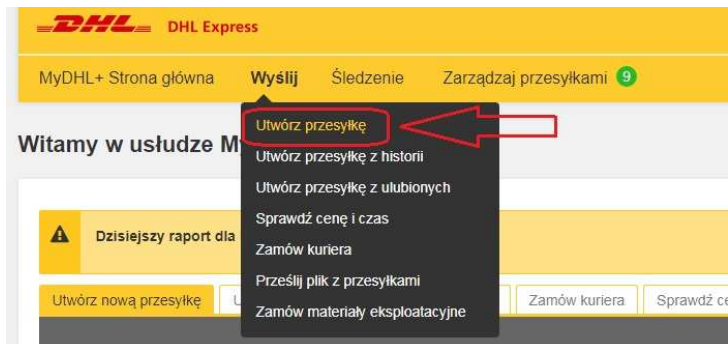 DHL DHL Express
MyDHL+ Strona główna Wyślij Śledzenie Zarządzaj przesyłkami 9
Utwórz przesyłkę
Witamy w usłudze
Utwórz przesyłkę z historii
Utwórz przesyłkę z ulubionych
Sprawdź cenę i czas
Dzisiejszy raport dla
Zamów kuriera
Prześlij plik z przesyłkami
Utwórz nową przesyłkę Zamów kuriera Sprawdź
Zamów materiały eksploatacyjne